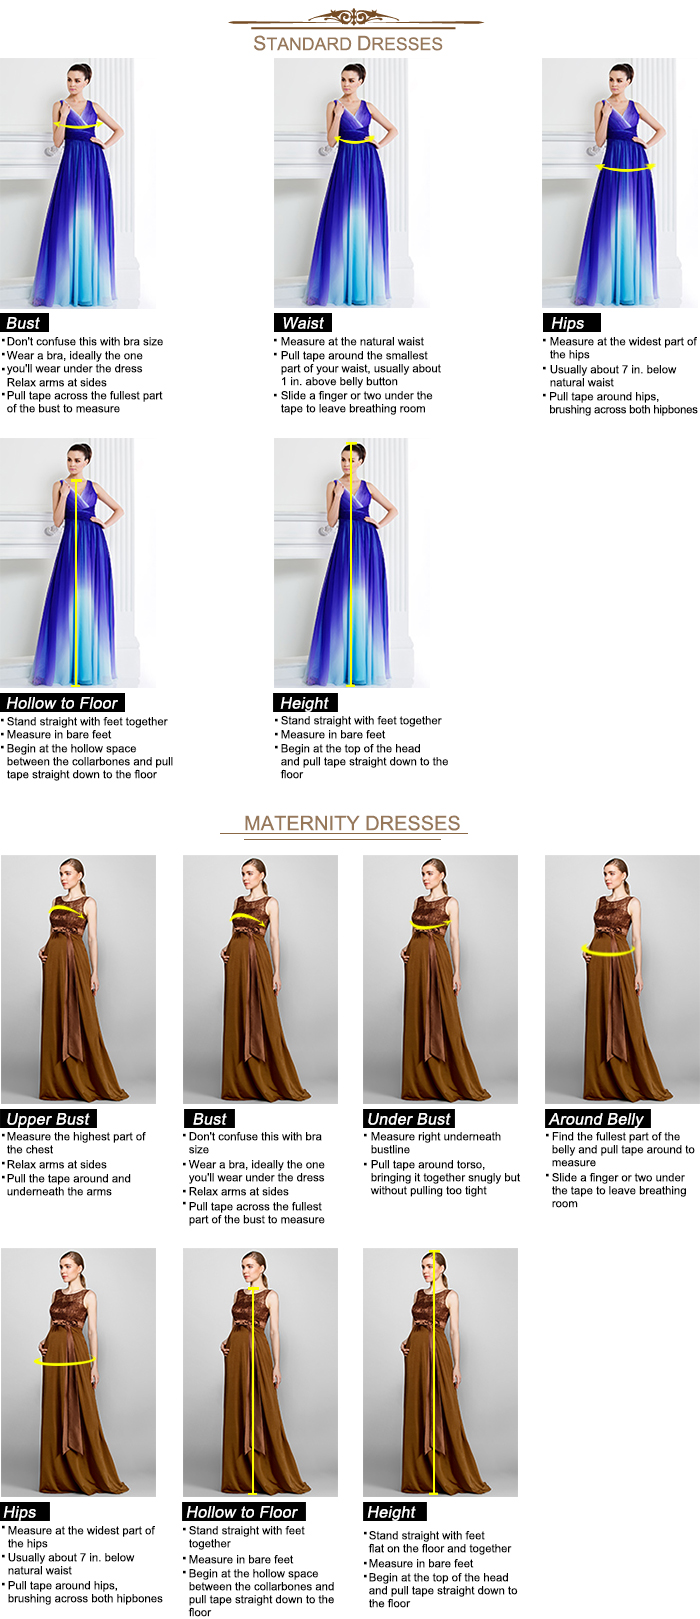 STANDARD DRESSES
Bust
Don't confuse this with bra size
Wear a bra, ideally the one
you'll wear under the dress
Relax arms at sides
Pull tape across the fullest part
of the bust to measure
Waist
Measure at the natural waist
Pull tape around the smallest
part of your waist, usually about
1 in. above belly button
Slide a finger or two under the
tape to leave breathing room
Hips
Measure at the widest part of
the hips
Usually about 7 in. below
natural waist
Pull tape around hips,
brushing across both hipbones
Hollow to Floor
Stand straight with feet together
Measure in bare feet
Begin at the hollow space
between the collarbones and pull
tape straight down to the floor
Height
Stand straight with feet together
Measure in bare feet
Begin at the top of the head
and pull tape straight down to the
floor
MATERNITY DRESSES
Upper Bust
Measure the highest part of
the chest
Relax arms at sides
Pull the tape around and
underneath the arms
Bust
Don't confuse this with bra
size
Wear a bra, ideally the one
you'll wear under the dress
Relax arms at sides
Pull tape across the fullest
part of the bust to measure
Under Bust
Measure right underneath
bustline
Pull tape around torso,
bringing it together snugly but
without pulling too tight
Around Belly
Find the fullest part of the
belly and pull tape around to
measure
Slide a finger or two under
the tape to leave breathing
room
Hips
Measure at the widest part of
the hips
Usually about 7 in. below
natural waist
Pull tape around hips,
brushing across both hipbones
Hollow to Floor
Stand straight with feet
together
Measure in bare feet
Begin at the hollow space
between the collarbones and
pull tape straight down to the
floor
Height
Stand straight with feet
flat on the floor and together
Measure in bare feet
Begin at the top of the head
and pull tape straight down to
the floor